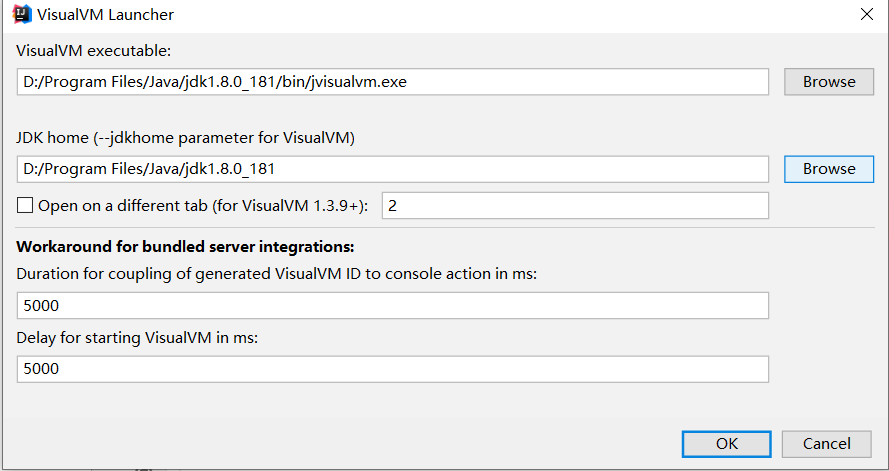 VisualVM Launcher
VisualVM executable:
D:/Program Files/Java/jdk1.8.0_181/bin/jvisualvm.exe
Browse
JDK home (--jdkhome parameter for VisualVM)
D:/Program Files/Java/jdk1.8.0_181
Browse
Open on a different tab (for VisualVM 1.3.9+):
2
Workaround for bundled server integrations:
Duration for coupling of generated VisualVM ID to console action in ms:
5000
Delay for starting VisualVM in ms:
5000
OK
Cancel